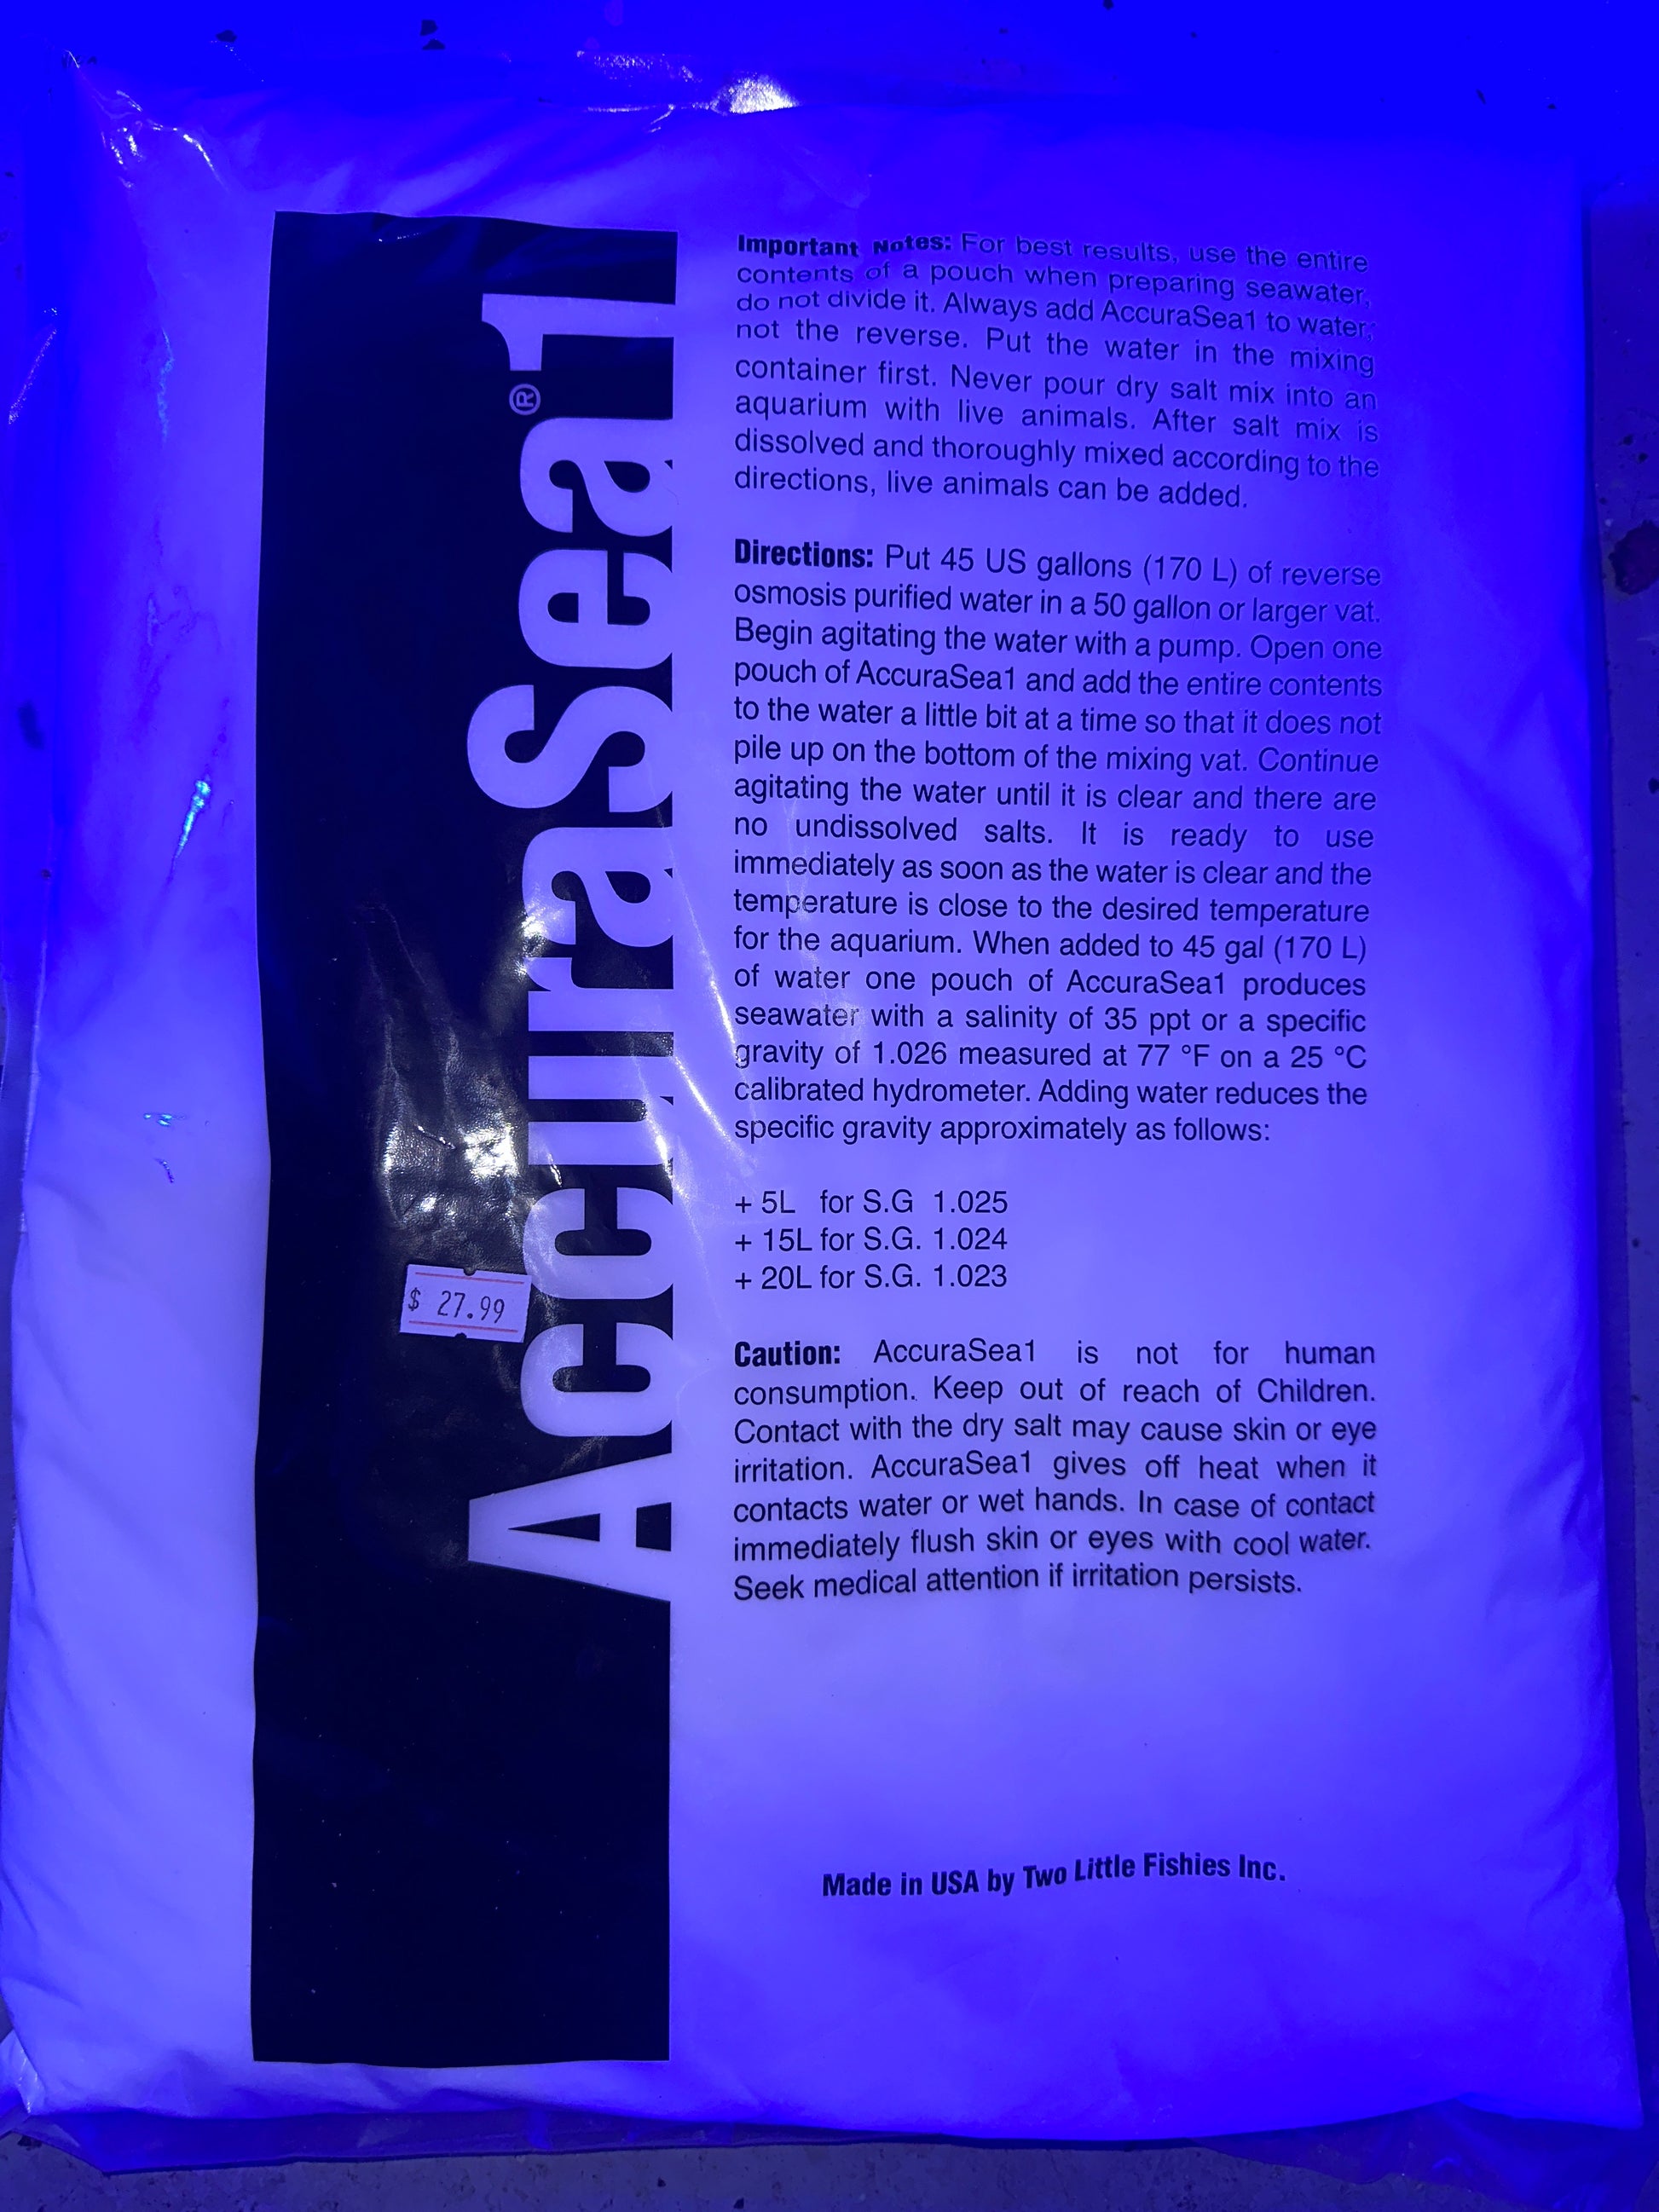 AccuraSea®1
$ 27.99
Important Notes: For best results, use the entire
contents of a pouch when preparing seawater,
do not divide it. Always add AccuraSea1 to water,
not the reverse. Put the water in the mixing
container first. Never pour dry salt mix into an
aquarium with live animals. After salt mix is
dissolved and thoroughly mixed according to the
directions, live animals can be added.
Directions: Put 45 US gallons (170 L) of reverse
osmosis purified water in a 50 gallon or larger vat.
Begin agitating the water with a pump. Open one
pouch of AccuraSea1 and add the entire contents
to the water a little bit at a time so that it does not
pile up on the bottom of the mixing vat. Continue
agitating the water until it is clear and there are
no undissolved salts. It is ready to use
immediately as soon as the water is clear and the
temperature is close to the desired temperature
for the aquarium. When added to 45 gal (170 L)
of water one pouch of AccuraSea1 produces
seawater with a salinity of 35 ppt or a specific
gravity of 1.026 measured at 77 °F on a 25 °C
calibrated hydrometer. Adding water reduces the
specific gravity approximately as follows:
+ 5L for S.G 1.025
+ 15L for S.G. 1.024
+ 20L for S.G. 1.023
Caution: AccuraSea1 is not for human
consumption. Keep out of reach of Children.
Contact with the dry salt may cause skin or eye
irritation. AccuraSea1 gives off heat when it
contacts water or wet hands. In case of contact
immediately flush skin or eyes with cool water.
Seek medical attention if irritation persists.
Made in USA by Two Little Fishies Inc.